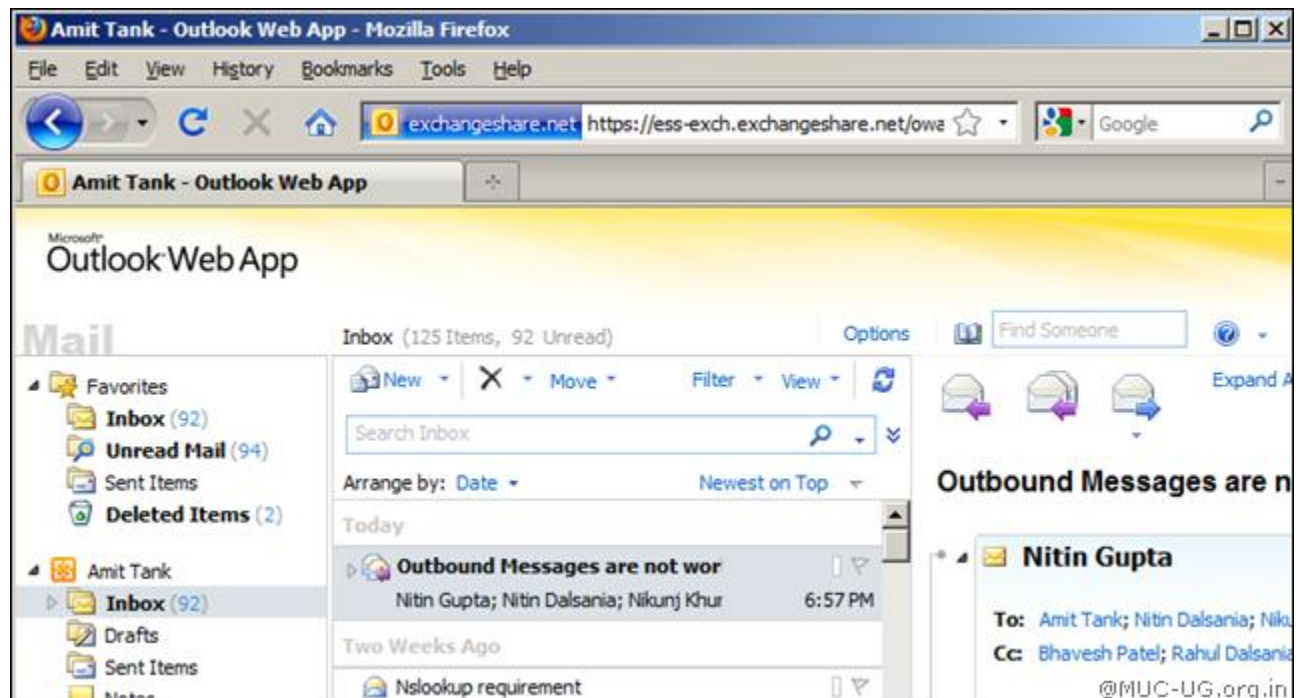 Amit Tank - Outlook Web App - Mozilla Firefox
File Edit View History Bookmarks Tools Help
exchangeshare.net https://ess-exch.exchangeshare.net/owa Google
Amit Tank - Outlook Web App
Microsoft
Outlook Web App
Mail
Inbox (125 Items, 92 Unread) Options Find Someone
Favorites
Inbox (92)
Unread Mail (94)
Sent Items
Deleted Items (2)
Amit Tank
Inbox (92)
Drafts
Sent Items
Notes
New Move Filter View
Search Inbox
Arrange by: Date Newest on Top
Today
Outbound Messages are not wor
Nitin Gupta; Nitin Dalsania; Nikunj Khur 6:57 PM
Two Weeks Ago
Nslookup requirement
Expand A
Outbound Messages are n
Nitin Gupta
To: Amit Tank; Nitin Dalsania; Niku
Cc: Bhavesh Patel; Rahul Dalsania
@MUC-UG.org.in